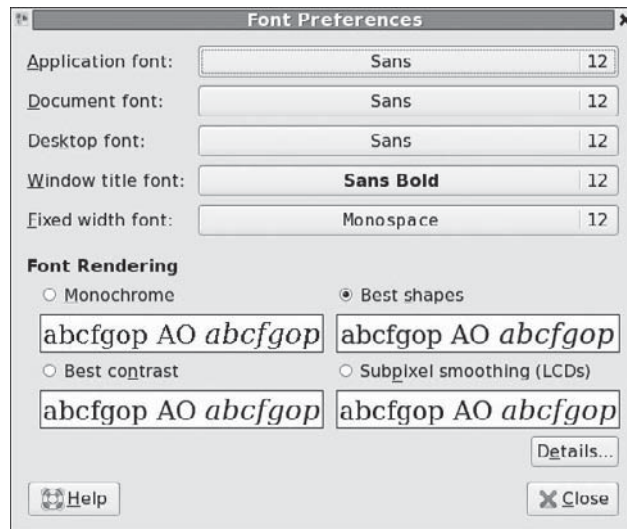 Font Preferences
Application font: Sans 12
Document font: Sans 12
Desktop font: Sans 12
Window title font: Sans Bold 12
Fixed width font: Monospace 12
Font Rendering
Monochrome Best shapes
abcfgop AO abcfgop abcfgop AO abcfgop
Best contrast Subpixel smoothing (LCDs)
abcfgop AO abcfgop abcfgop AO abcfgop
Details...
Help Close